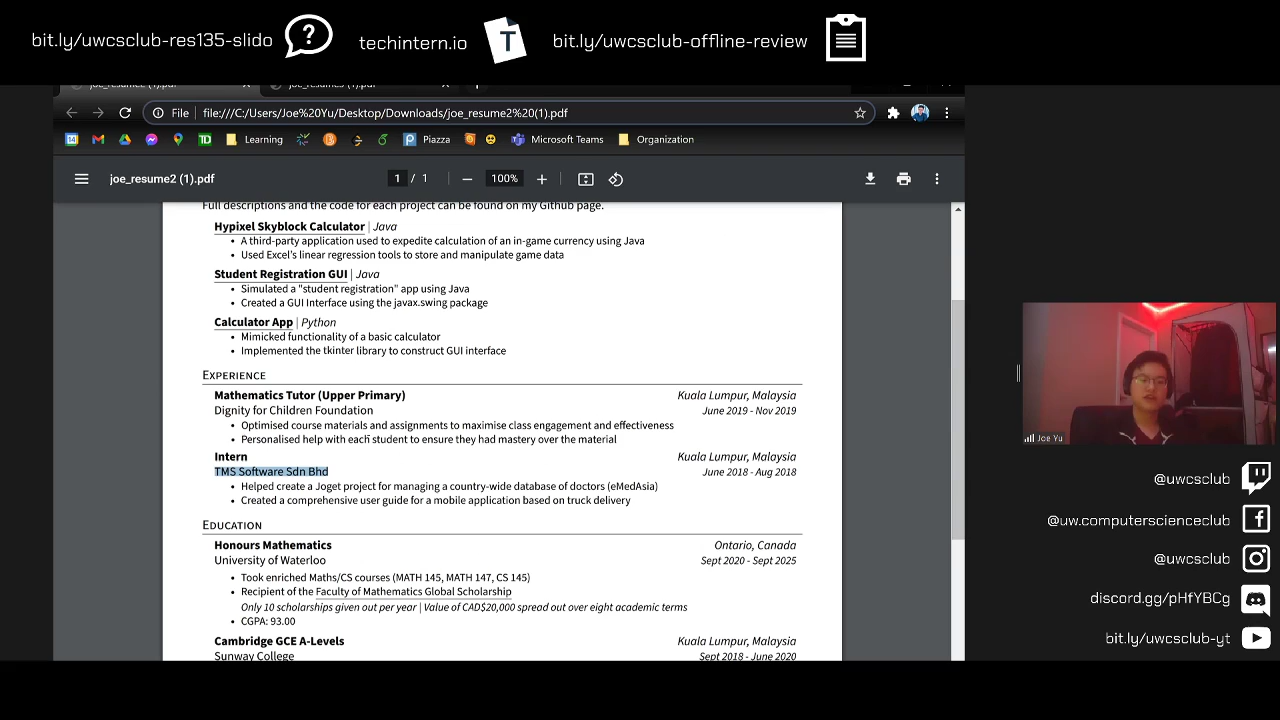 bit.ly/uwcsclub-res135-slido
?
techintern.io
T
bit.ly/uwcsclub-offline-review
File
file:///C:/Users/Joe%20Yu/Desktop/Downloads/joe_resume2%20(1).pdf
14
TD
Learning
Piazza
Microsoft Teams
Organization
joe_resume2 (1).pdf
1 / 1
100%
Full descriptions and the code for each project can be found on my Github page.
Hypixel Skyblock Calculator | Java
• A third-party application used to expedite calculation of an in-game currency using Java
• Used Excel's linear regression tools to store and manipulate game data
Student Registration GUI | Java
• Simulated a "student registration" app using Java
• Created a GUI Interface using the javax.swing package
Calculator App | Python
• Mimicked functionality of a basic calculator
• Implemented the tkinter library to construct GUI interface
EXPERIENCE
Mathematics Tutor (Upper Primary) Kuala Lumpur, Malaysia
Dignity for Children Foundation June 2019 - Nov 2019
• Optimised course materials and assignments to maximise class engagement and effectiveness
• Personalised help with each student to ensure they had mastery over the material
Intern Kuala Lumpur, Malaysia
TMS Software Sdn Bhd June 2018 - Aug 2018
• Helped create a Joget project for managing a country-wide database of doctors (eMedAsia)
• Created a comprehensive user guide for a mobile application based on truck delivery
EDUCATION
Honours Mathematics Ontario, Canada
University of Waterloo Sept 2020 - Sept 2025
• Took enriched Maths/CS courses (MATH 145, MATH 147, CS 145)
• Recipient of the Faculty of Mathematics Global Scholarship
Only 10 scholarships given out per year | Value of CAD$20,000 spread out over eight academic terms
• CGPA: 93.00
Cambridge GCE A-Levels Kuala Lumpur, Malaysia
Sunway College Sept 2018 - June 2020
Joe Yu
@uwcsclub
@uw.computerscienceclub
@uwcsclub
discord.gg/pHfYBCg
bit.ly/uwcsclub-yt